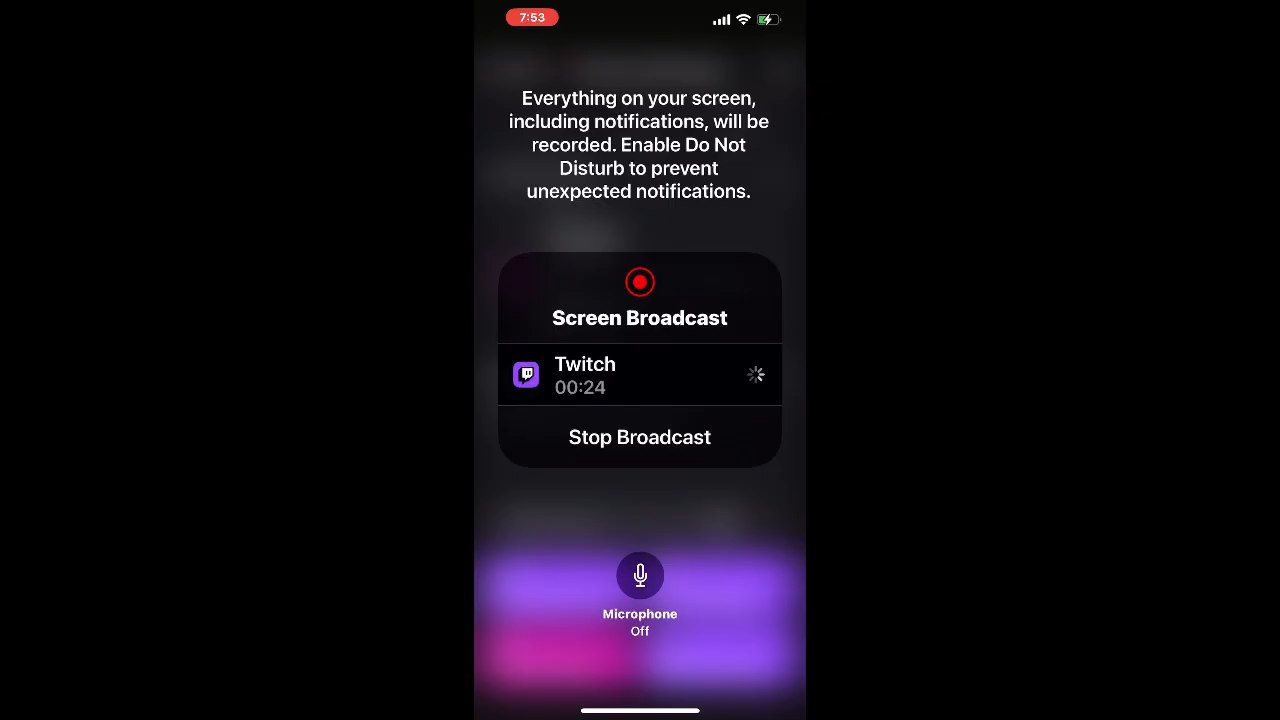 7:53
Everything on your screen,
including notifications, will be
recorded. Enable Do Not
Disturb to prevent
unexpected notifications.
Screen Broadcast
Twitch
00:24
Stop Broadcast
Microphone
Off